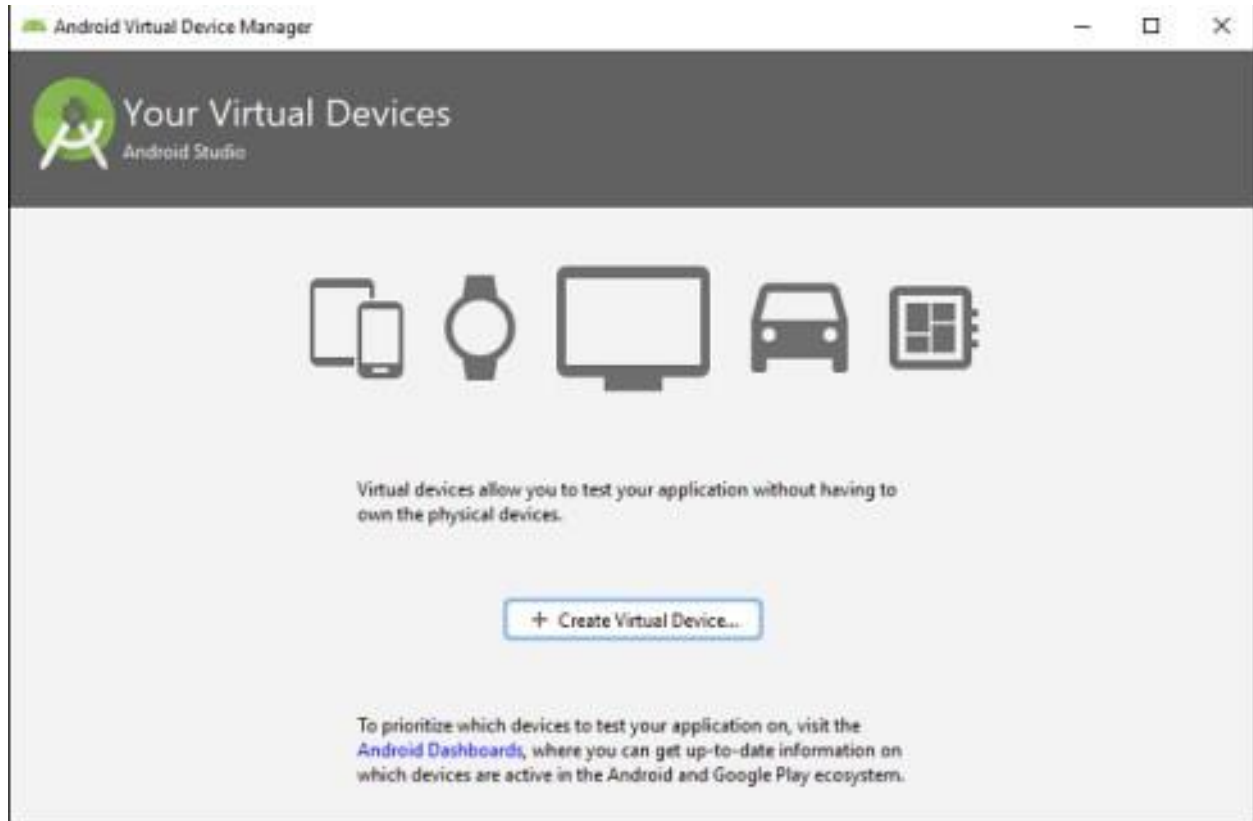 Android Virtual Device Manager
Your Virtual Devices
Android Studio
Virtual devices allow you to test your application without having to
own the physical devices.
+ Create Virtual Device...
To prioritize which devices to test your application on, visit the
Android Dashboards, where you can get up-to-date information on
which devices are active in the Android and Google Play ecosystem.